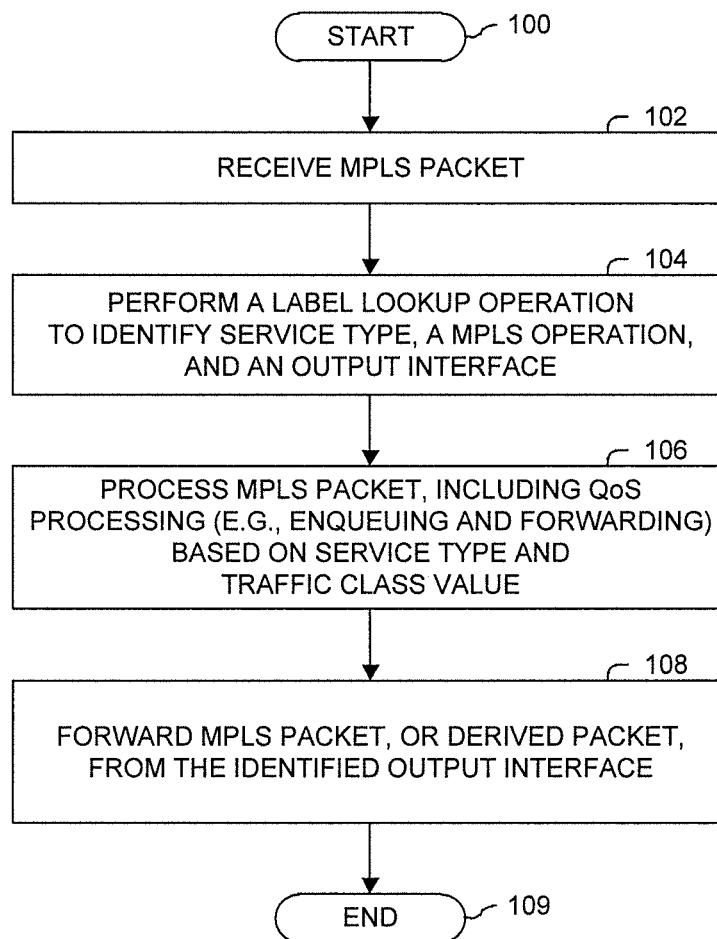 START
100
102
RECEIVE MPLS PACKET
104
PERFORM A LABEL LOOKUP OPERATION
TO IDENTIFY SERVICE TYPE, A MPLS OPERATION,
AND AN OUTPUT INTERFACE
106
PROCESS MPLS PACKET, INCLUDING QoS
PROCESSING (E.G., ENQUEUING AND FORWARDING)
BASED ON SERVICE TYPE AND
TRAFFIC CLASS VALUE
108
FORWARD MPLS PACKET, OR DERIVED PACKET,
FROM THE IDENTIFIED OUTPUT INTERFACE
END
109